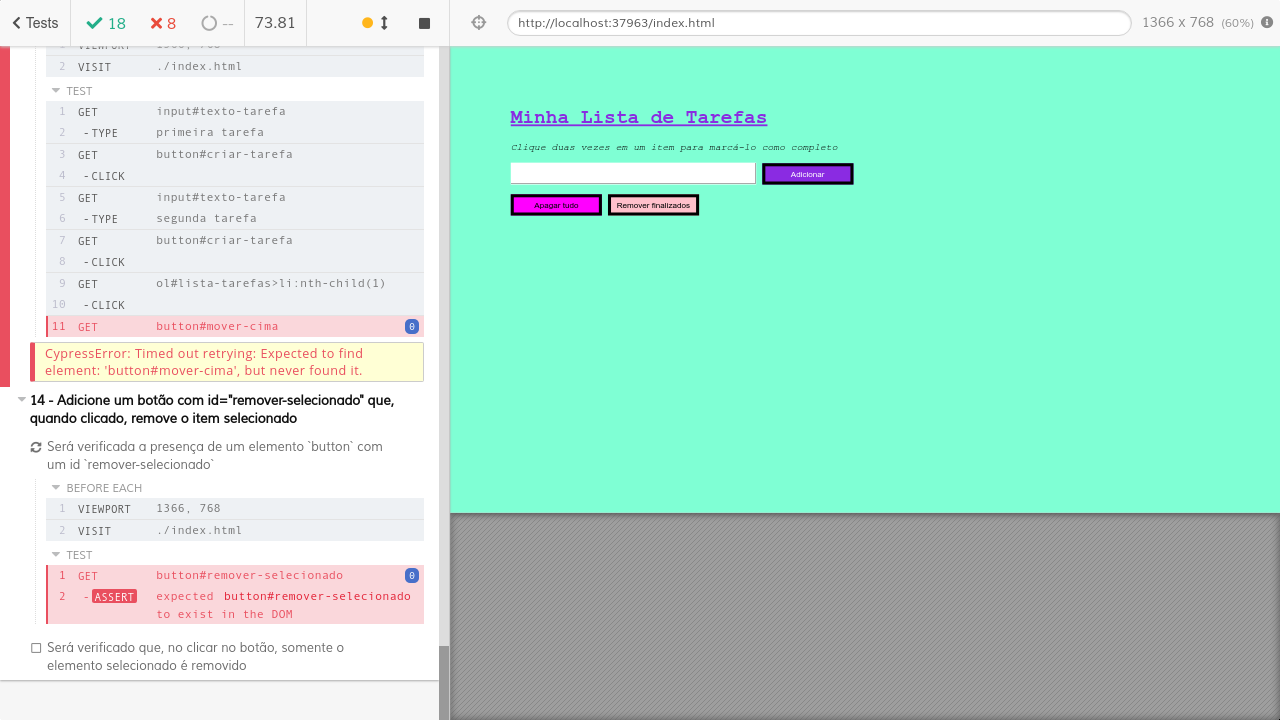 Tests 18 8 -- 73.81
http://localhost:37963/index.html 1366 x 768 (60%)
VIEWPORT 1366, 768
2 VISIT ./index.html
TEST
1 GET input#texto-tarefa
2 -TYPE primeira tarefa
3 GET button#criar-tarefa
4 -CLICK
5 GET input#texto-tarefa
6 -TYPE segunda tarefa
7 GET button#criar-tarefa
8 -CLICK
9 GET ol#lista-tarefas>li:nth-child(1)
10 -CLICK
11 GET button#mover-cima 0
CypressError: Timed out retrying: Expected to find
element: 'button#mover-cima', but never found it.
14 - Adicione um botão com id="remover-selecionado" que,
quando clicado, remove o item selecionado
Será verificada a presença de um elemento `button` com
um id `remover-selecionado`
BEFORE EACH
1 VIEWPORT 1366, 768
2 VISIT ./index.html
TEST
1 GET button#remover-selecionado 0
2 -ASSERT expected button#remover-selecionado
to exist in the DOM
Será verificado que, no clicar no botão, somente o
elemento selecionado é removido
Minha Lista de Tarefas
Clique duas vezes em um item para marcá-lo como completo
Adicionar
Apagar tudo Remover finalizados